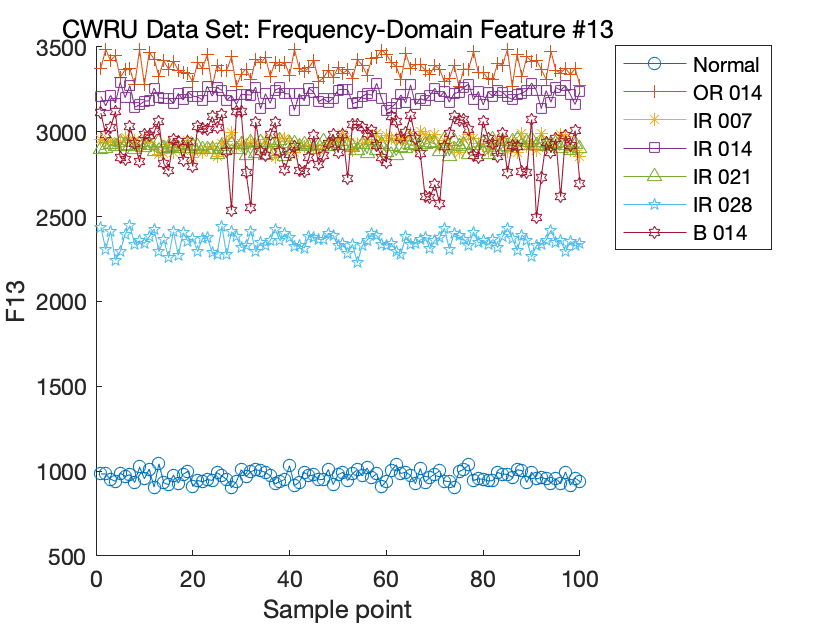 CWRU Data Set: Frequency-Domain Feature #13
3500
3000
2500
2000
1500
1000
500
F13
0
20
40
60
80
100
Sample point
Normal
OR 014
IR 007
IR 014
IR 021
IR 028
B 014